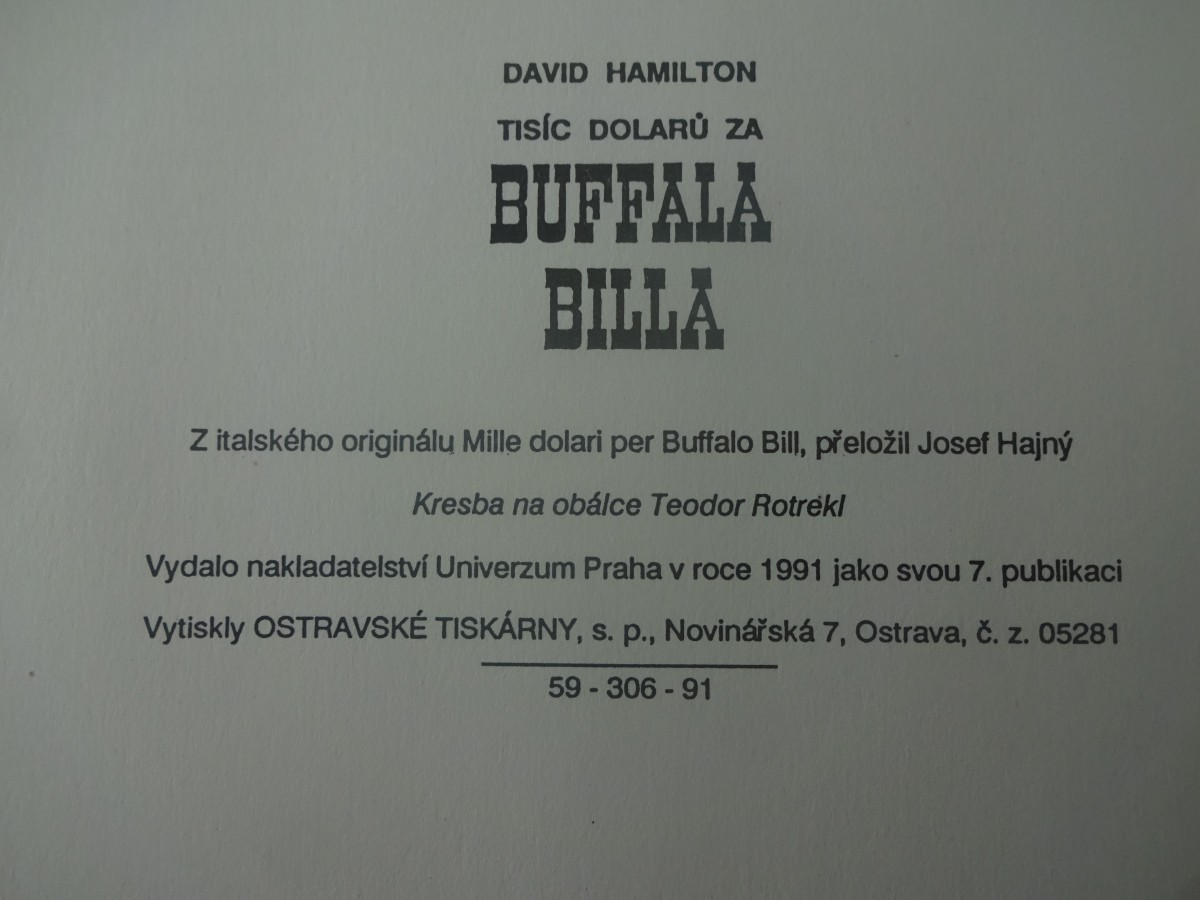 DAVID HAMILTON
TISÍC DOLARŮ ZA
BUFFALA
BILLA
Z italského originálu Mille dolari per Buffalo Bill, přeložil Josef Hajný
Kresba na obálce Teodor Rotrekl
Vydalo nakladatelství Univerzum Praha v roce 1991 jako svou 7. publikaci
Vytiskly OSTRAVSKÉ TISKÁRNY, s. p., Novinářská 7, Ostrava, č. z. 05281
59 - 306 - 91